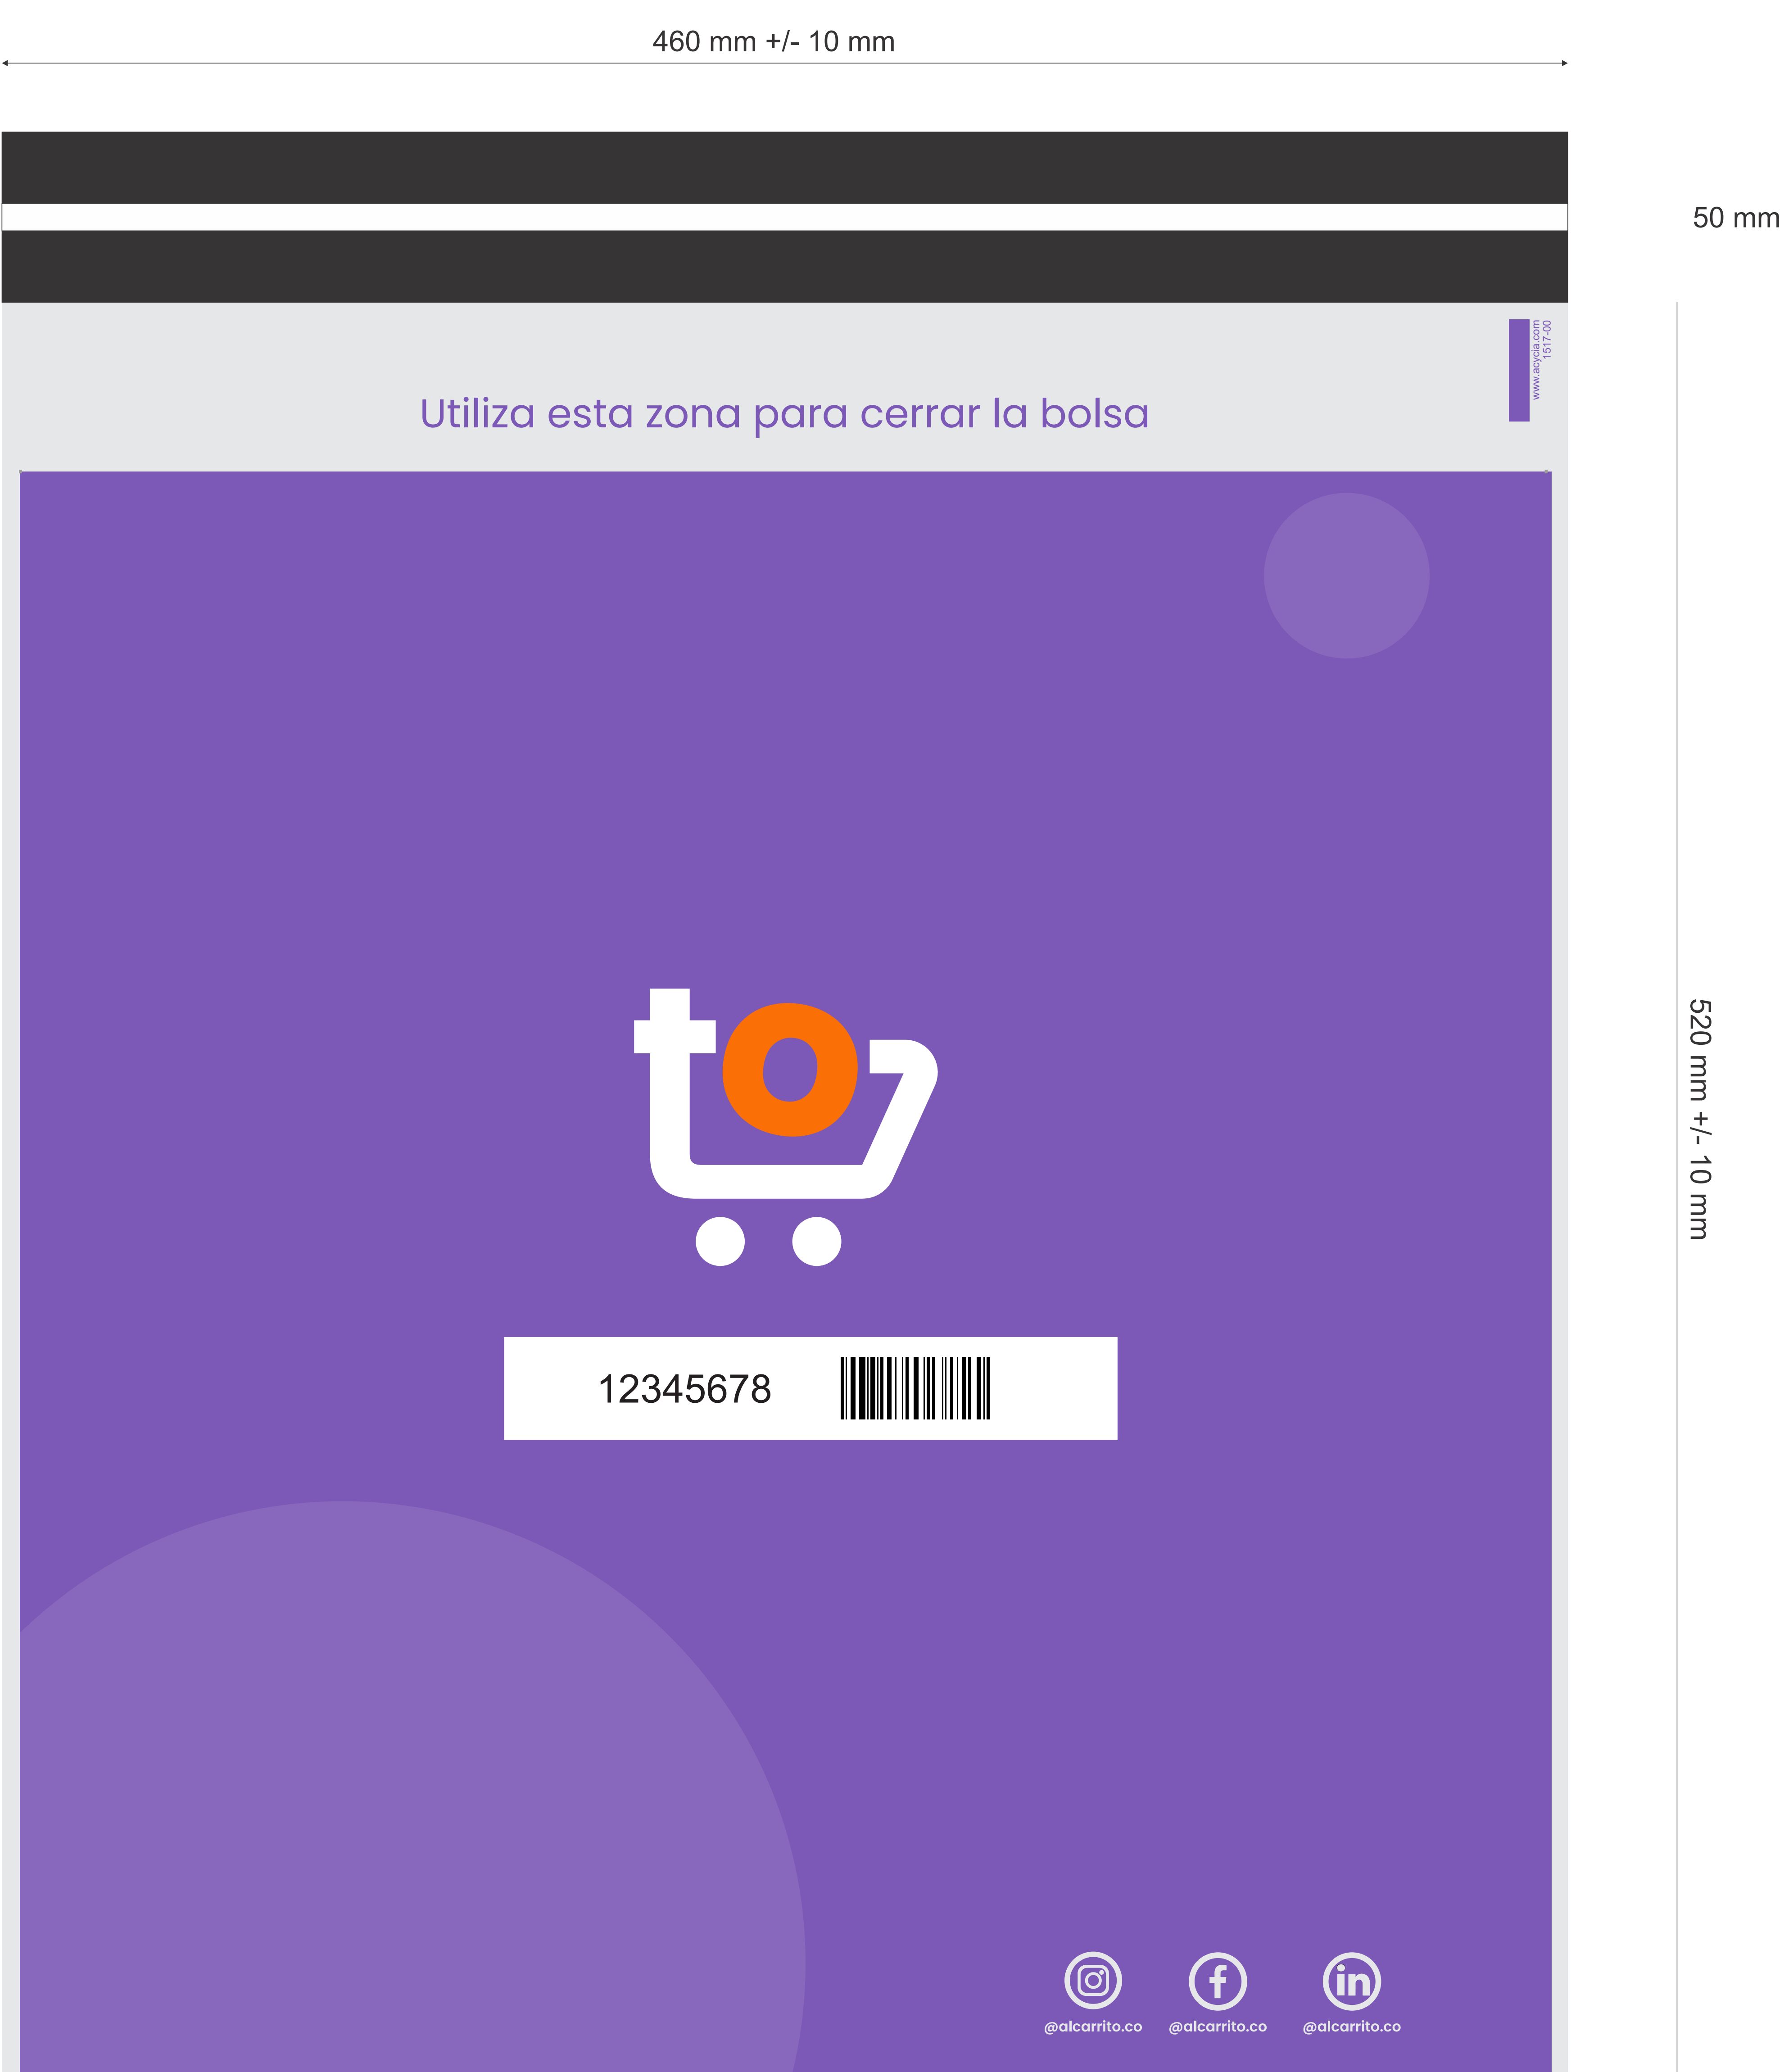 460 mm +/- 10 mm
50 mm
www.acycia.com
1517-00
Utiliza esta zona para cerrar la bolsa
520 mm +/- 10 mm
to
12345678
@alcarrito.co @alcarrito.co @alcarrito.co